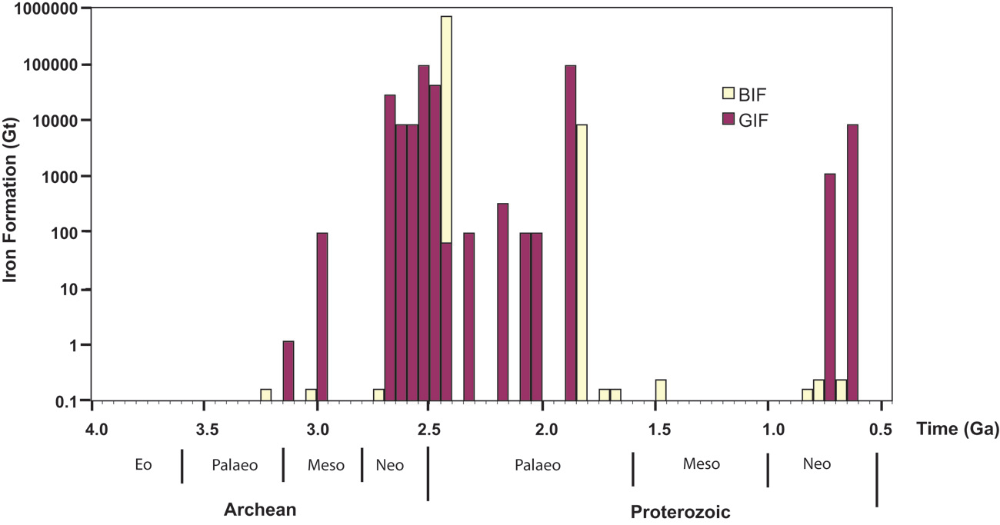 1000000
100000
10000
1000
100
10
1
0.1
Iron Formation (Gt)
BIF
GIF
4.0 3.5 3.0 2.5 2.0 1.5 1.0 0.5 Time (Ga)
Eo Palaeo Meso Neo Palaeo Meso Neo
Archean Proterozoic